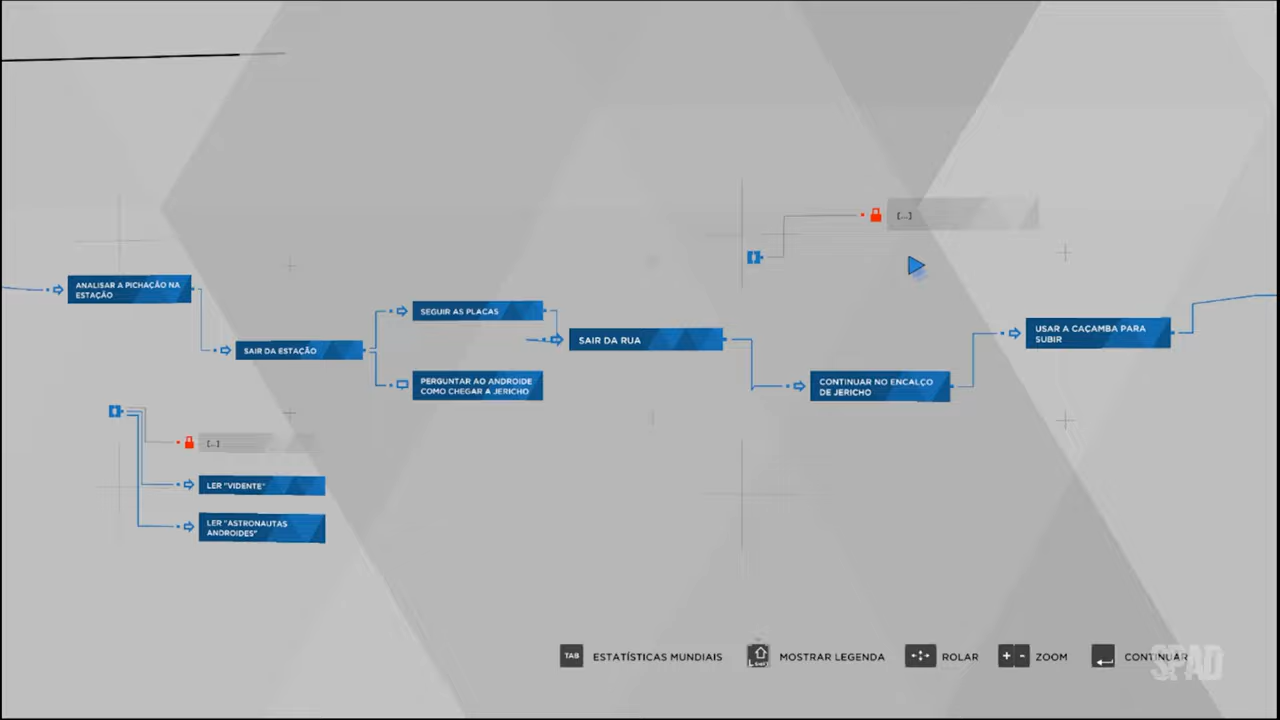 [...]
ANALISAR A PICHAÇÃO NA
ESTAÇÃO
SEGUIR AS PLACAS
SAIR DA ESTAÇÃO
SAIR DA RUA
PERGUNTAR AO ANDROIDE
COMO CHEGAR A JERICHO
CONTINUAR NO ENCALÇO
DE JERICHO
USAR A CAÇAMBA PARA
SUBIR
[...]
LER "VIDENTE"
LER "ASTRONAUTAS
ANDROIDES"
TAB ESTATÍSTICAS MUNDIAIS
MOSTRAR LEGENDA
ROLAR
+ - ZOOM
CONTINUAR
SPAD